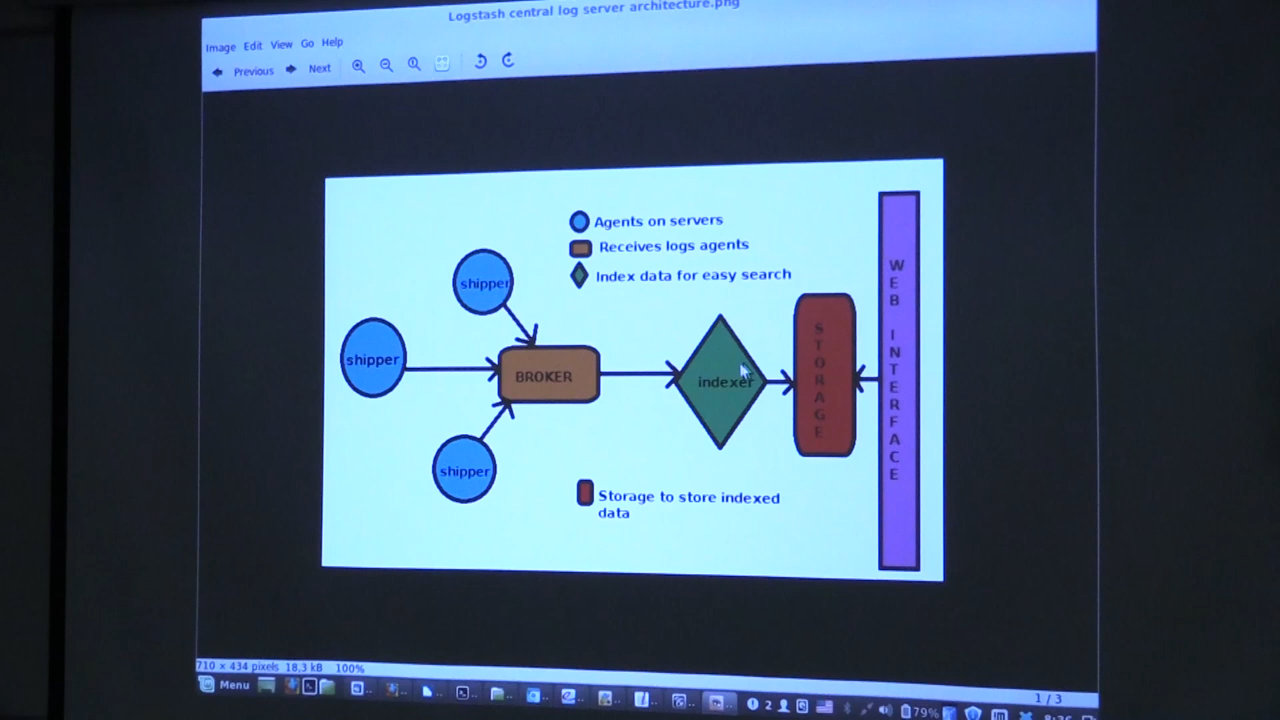 Logstash central log server architecture.png
Image Edit View Go Help
Previous Next
Agents on servers
Receives logs agents
Index data for easy search
shipper
shipper
BROKER
indexer
STORAGE
WEB INTERFACE
shipper
Storage to store indexed
data
710 × 434 pixels 18.3 kB 100%
1 / 3
Menu
2
79%